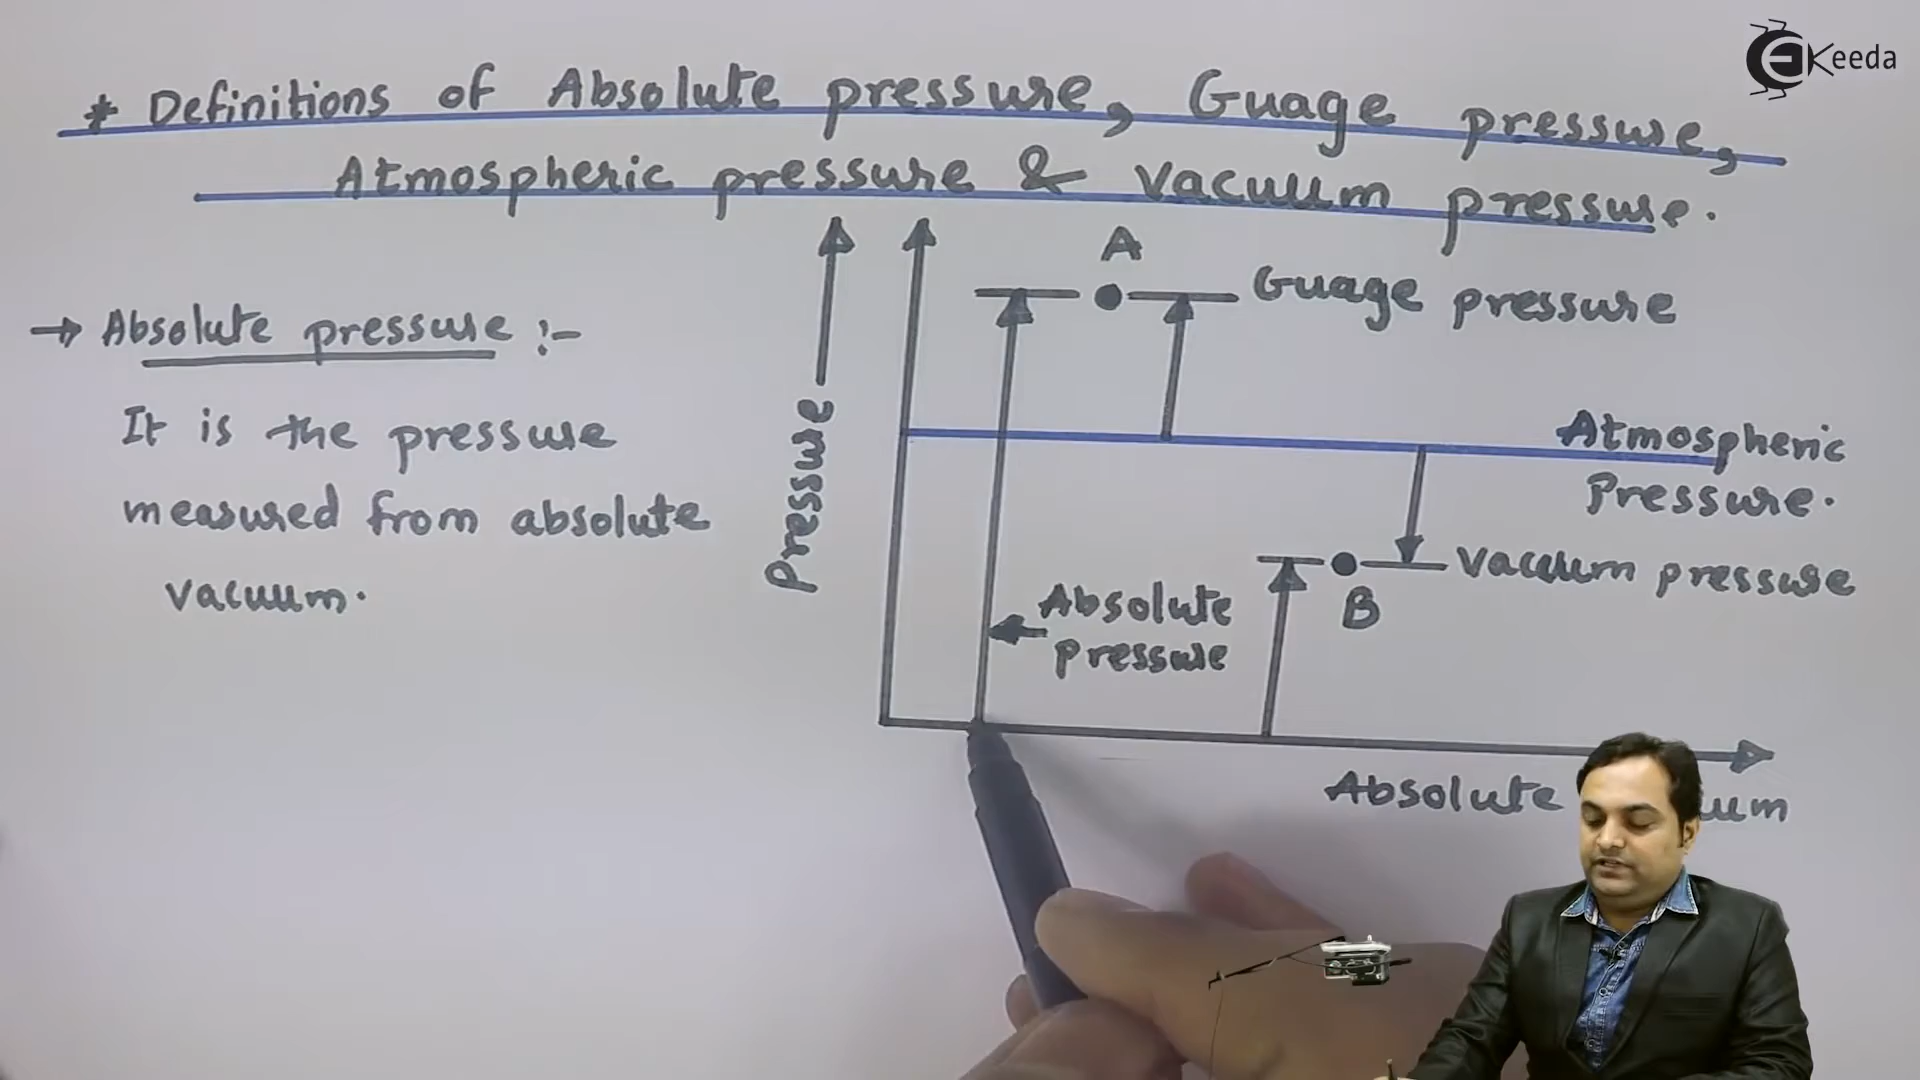 Keeda
* Definitions of Absolute pressure, Guage pressure,
Atmospheric pressure & vacuum pressure.
A
Guage pressure
→ Absolute pressure :-
It is the pressure
measured from absolute
vacuum.
Pressure
Atmospheric
Pressure.
Vacuum pressure
B
Absolute
pressure
Absolute